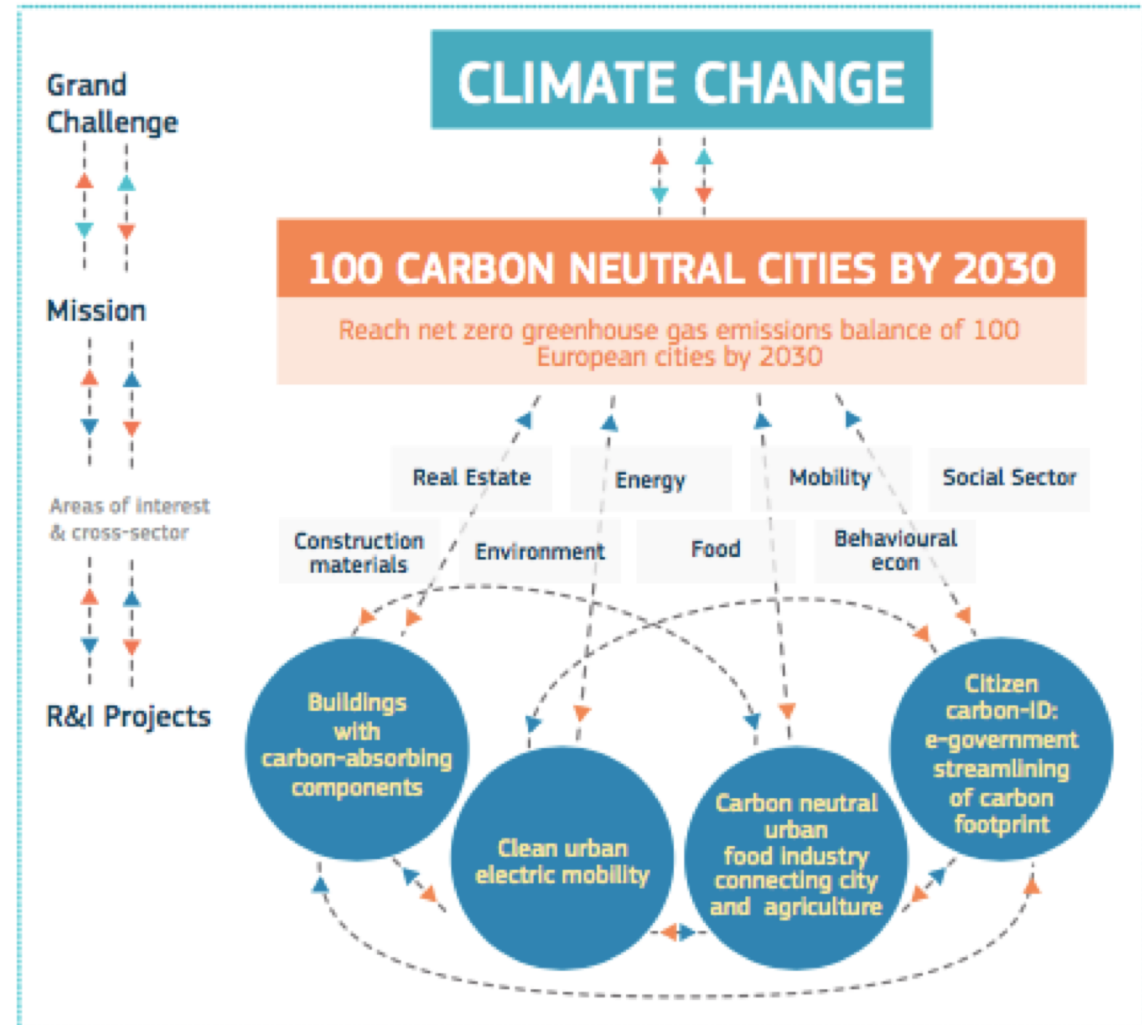 Grand
Challenge
CLIMATE CHANGE
Mission
100 CARBON NEUTRAL CITIES BY 2030
Reach net zero greenhouse gas emissions balance of 100
European cities by 2030
Areas of interest
& cross-sector
Real Estate
Energy
Mobility
Social Sector
Construction
materials
Environment
Food
Behavioural
econ
R&I Projects
Buildings
with
carbon-absorbing
components
Clean urban
electric mobility
Carbon neutral
urban
food industry
connecting city
and agriculture
Citizen
carbon-ID:
e-government
streamlining
of carbon
footprint